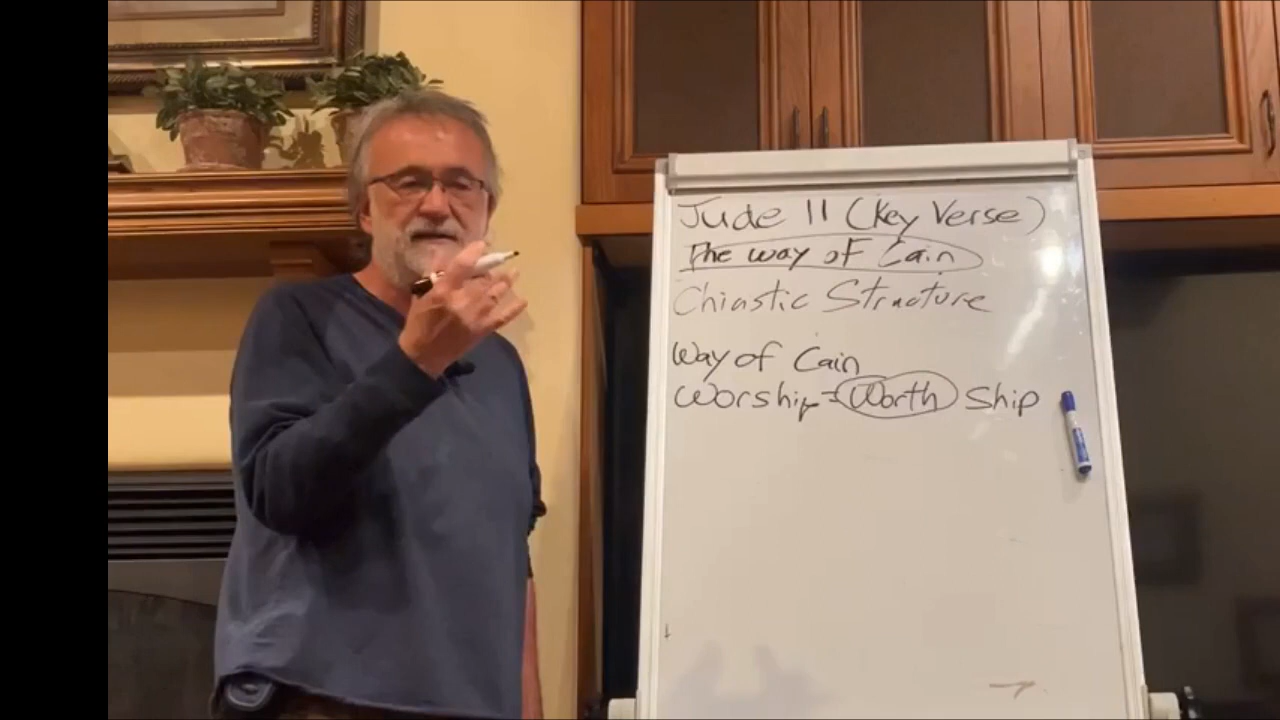 Jude 11 (Key Verse)
The way of Cain
Chiastic Structure
Way of Cain
Worship = Worth Ship